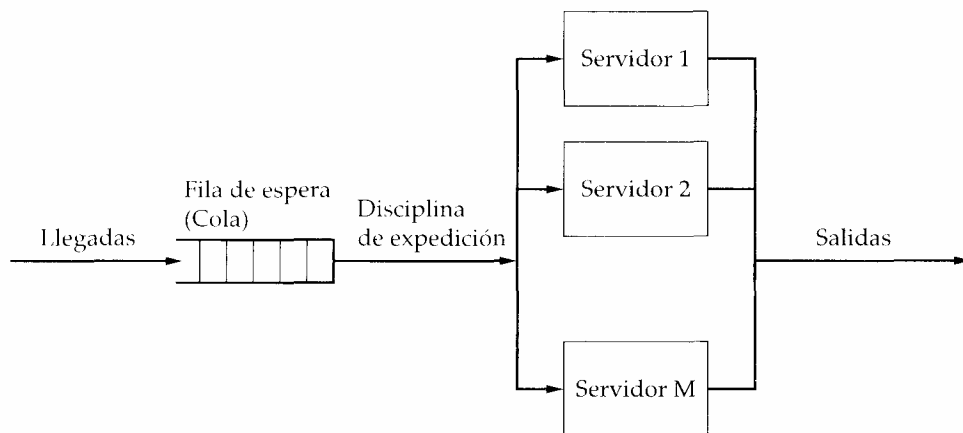 Servidor 1
Fila de espera
(Cola)
Disciplina
de expedición
Servidor 2
Llegadas
Salidas
Servidor M